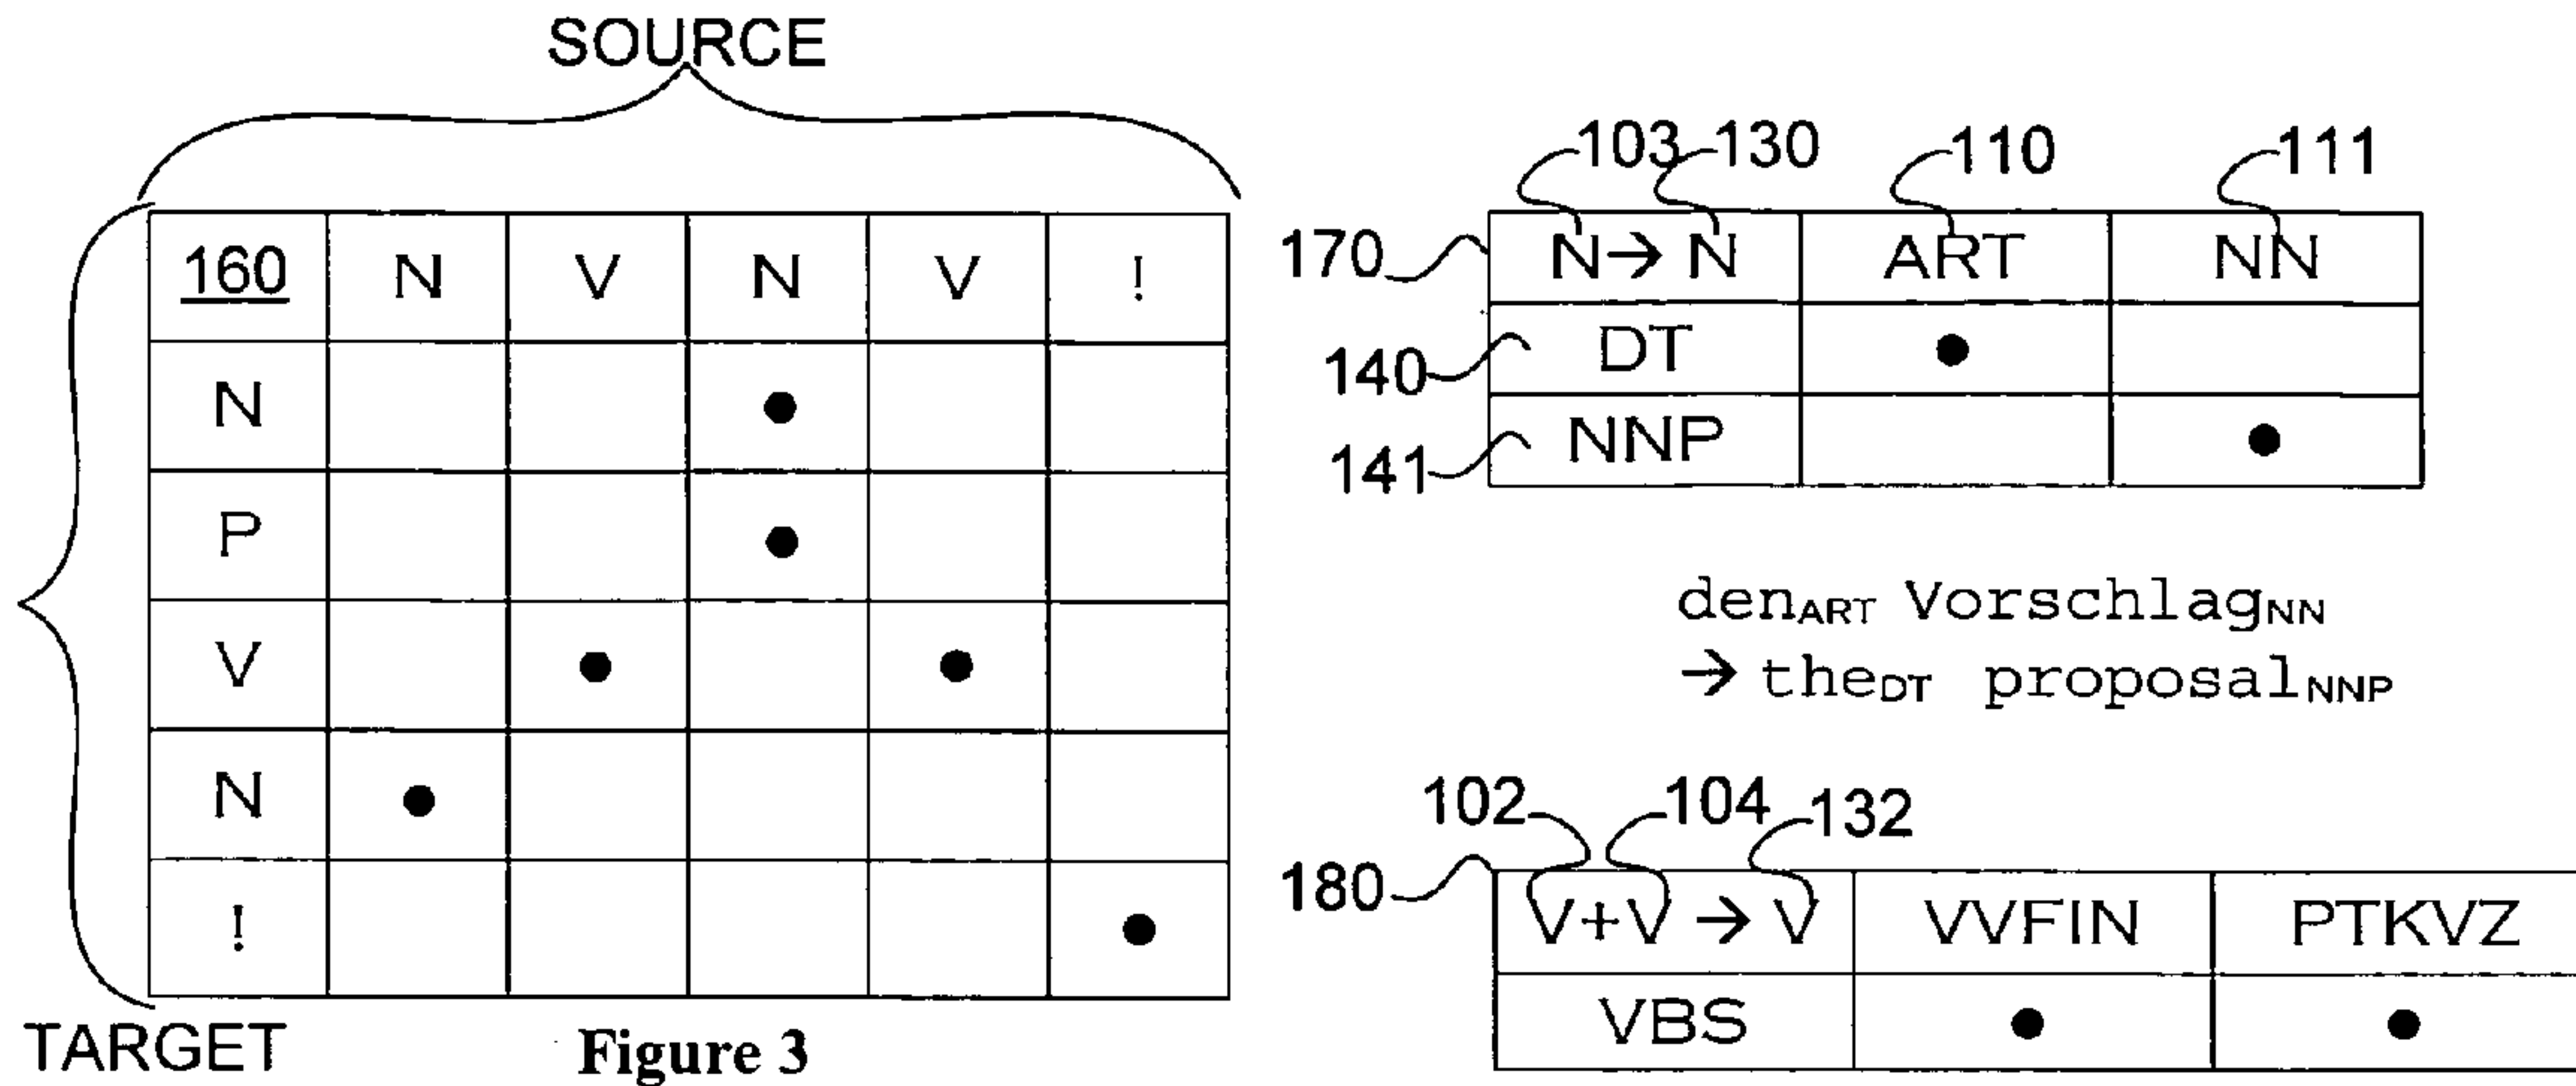 SOURCE
160 N V N V !
N
P
V
N
!
TARGET
Figure 3
103 130 110 111
170 N→ N ART NN
140 DT
141 NNP
denART VorschlagNN
→ theDT proposalNNP
102 104 132
180 V+V → V VVFIN PTKVZ
VBS